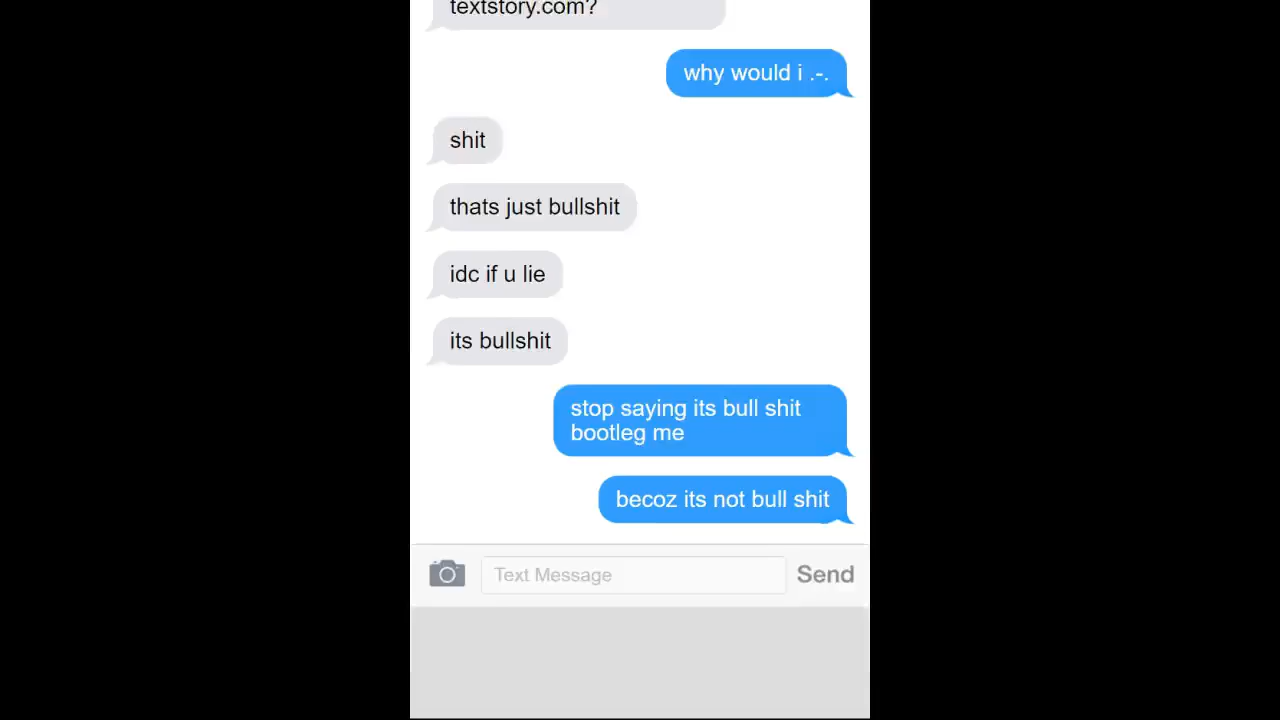 textstory.com?
why would i .-.
shit
thats just bullshit
idc if u lie
its bullshit
stop saying its bull shit
bootleg me
becoz its not bull shit
Text Message
Send